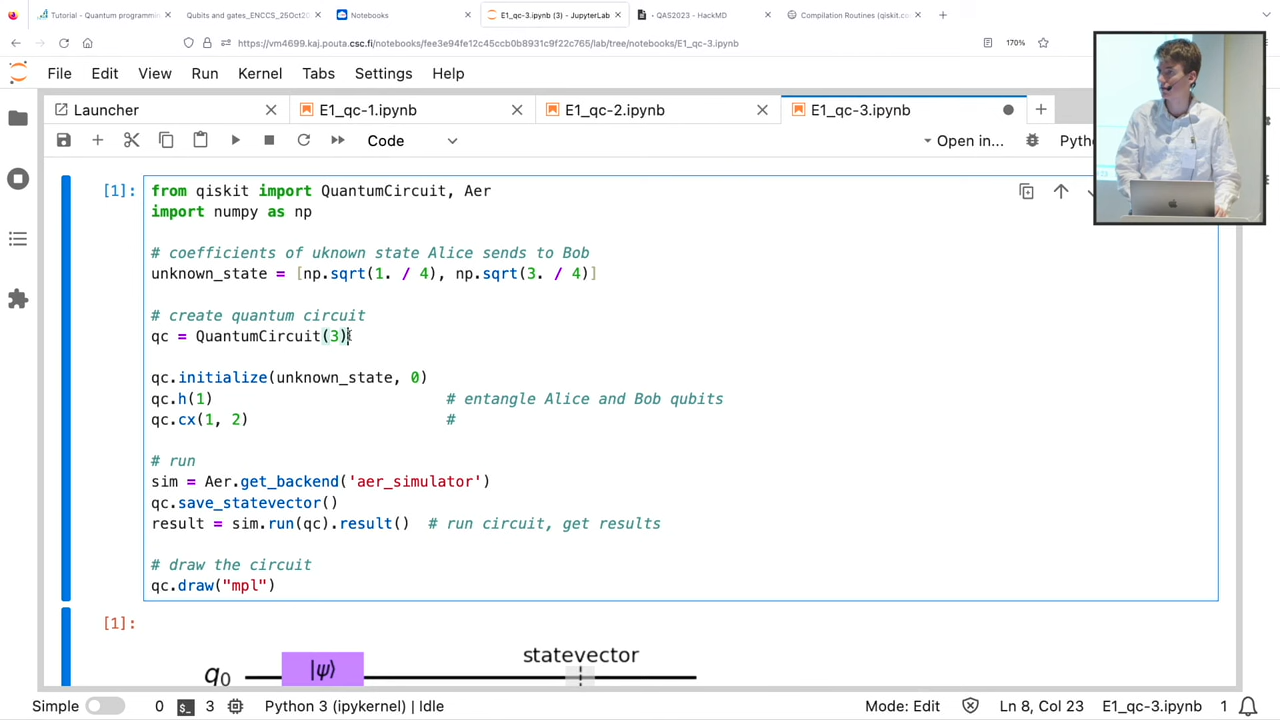 Tutorial - Quantum programmin
Qubits and gates_ENCCS_25Oct20
Notebooks
E1_qc-3.ipynb (3) - JupyterLab
· QAS2023 - HackMD
Compilation Routines (qiskit.c
https://vm4699.kaj.pouta.csc.fi/notebooks/fee3e94fe12c45ccb0b8931c9f22c765/lab/tree/notebooks/E1_qc-3.ipynb
170%
File Edit View Run Kernel Tabs Settings Help
Launcher
E1_qc-1.ipynb
E1_qc-2.ipynb
E1_qc-3.ipynb
Code
Open in...
Pyth
[1]:
from qiskit import QuantumCircuit, Aer
import numpy as np
# coefficients of uknown state Alice sends to Bob
unknown_state = [np.sqrt(1. / 4), np.sqrt(3. / 4)]
# create quantum circuit
qc = QuantumCircuit(3)
qc.initialize(unknown_state, 0)
qc.h(1) # entangle Alice and Bob qubits
qc.cx(1, 2) #
# run
sim = Aer.get_backend('aer_simulator')
qc.save_statevector()
result = sim.run(qc).result() # run circuit, get results
# draw the circuit
qc.draw("mpl")
[1]:
statevector
q0 |ψ⟩
Simple 0 3 Python 3 (ipykernel) | Idle Mode: Edit Ln 8, Col 23 E1_qc-3.ipynb 1